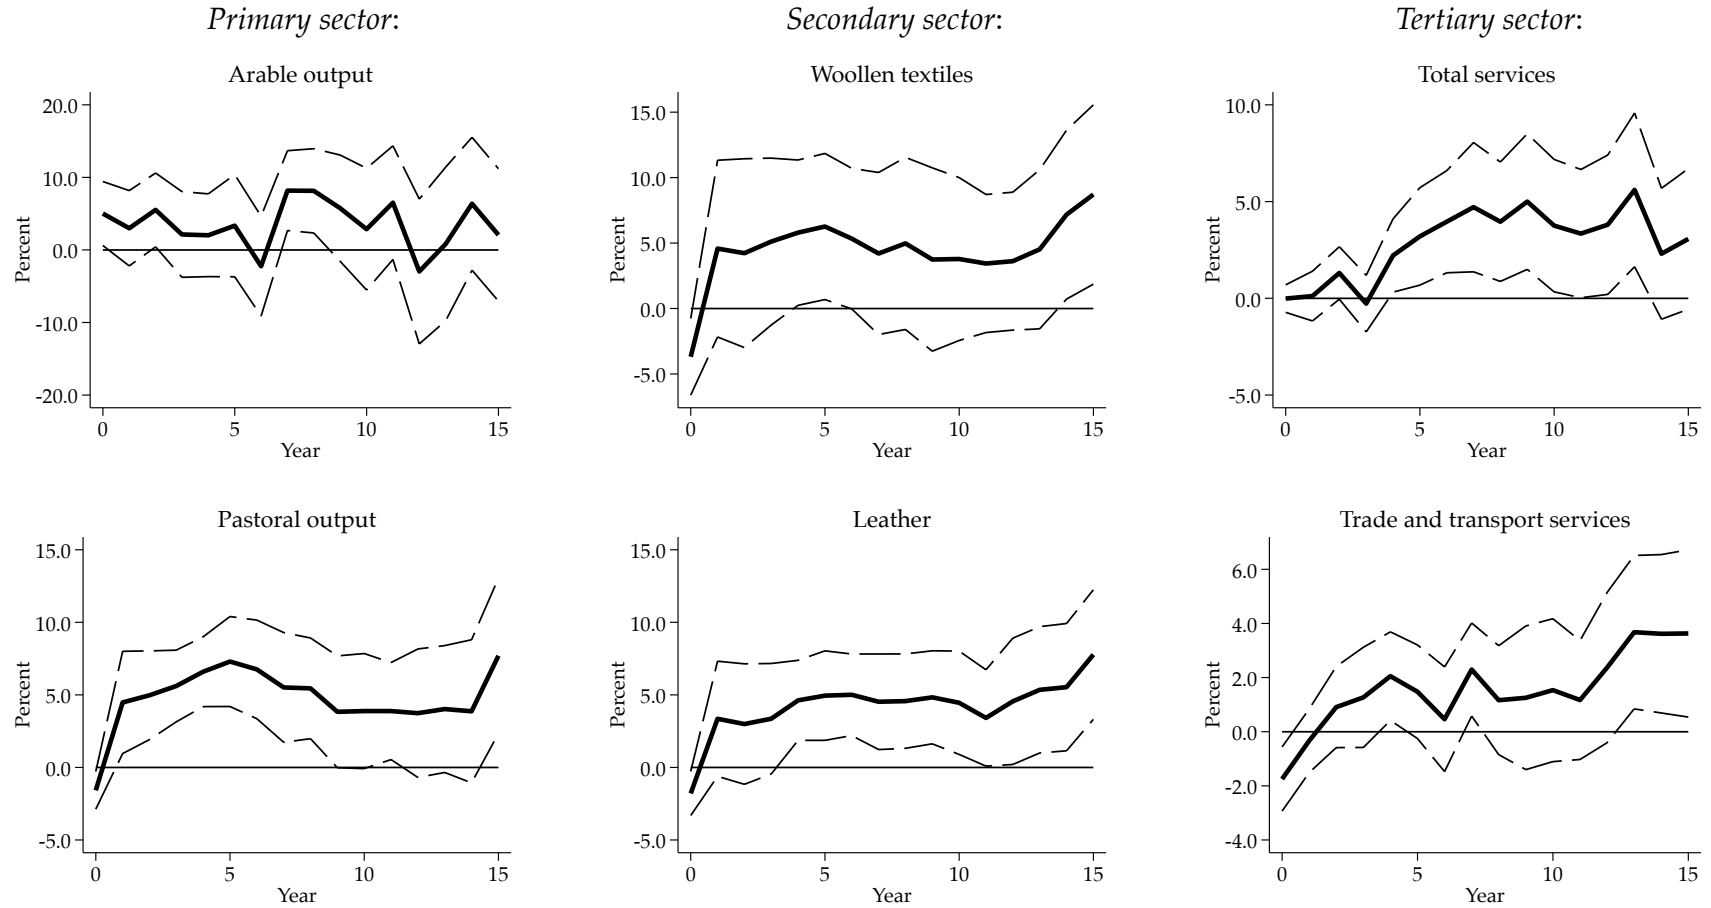 Primary sector:
Secondary sector:
Tertiary sector:
Arable output
20.0
10.0
0.0
-10.0
-20.0
Percent
0 5 10 15
Year
Woollen textiles
15.0
10.0
5.0
0.0
-5.0
Percent
0 5 10 15
Year
Total services
10.0
5.0
0.0
-5.0
Percent
0 5 10 15
Year
Pastoral output
15.0
10.0
5.0
0.0
-5.0
Percent
0 5 10 15
Year
Leather
15.0
10.0
5.0
0.0
-5.0
Percent
0 5 10 15
Year
Trade and transport services
6.0
4.0
2.0
0.0
-2.0
-4.0
Percent
0 5 10 15
Year